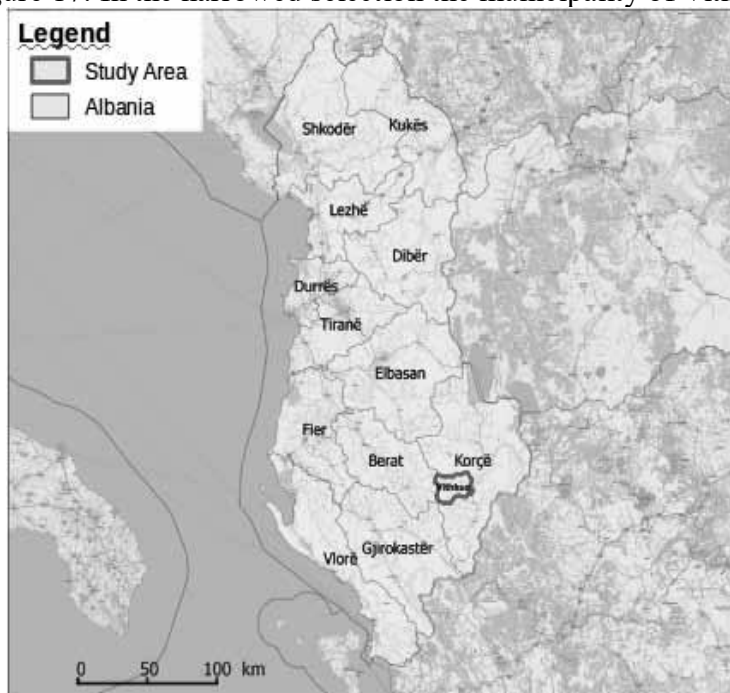 Legend
Study Area
Albania
Shkodër
Kukës
Lezhë
Dibër
Durrës
Tiranë
Elbasan
Fier
Berat
Korçë
Vithkuq
Gjirokastër
Vlorë
0 50 100 km